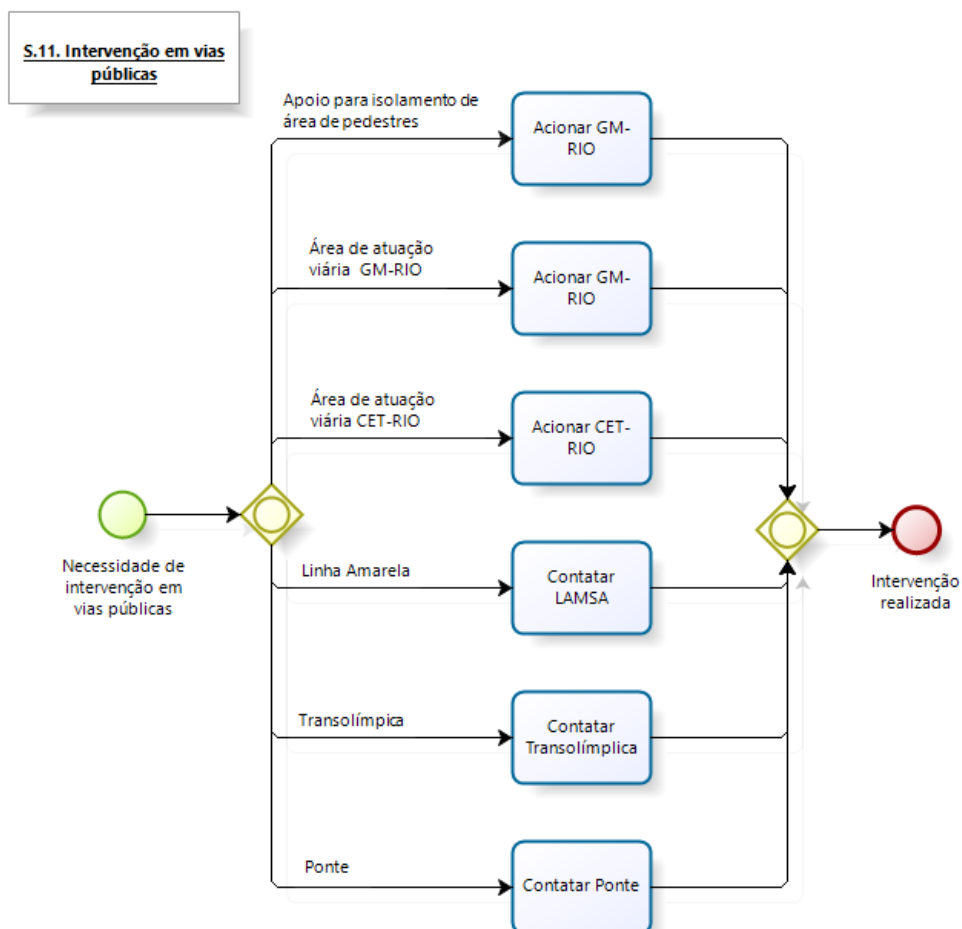 S.11. Intervenção em vias
públicas
Apoio para isolamento de
área de pedestres
Acionar GM-
RIO
Área de atuação
viária  GM-RIO
Acionar GM-
RIO
Área de atuação
viária CET-RIO
Acionar CET-
RIO
Necessidade de
intervenção em
vias públicas
Linha Amarela
Contatar
LAMSA
Intervenção
realizada
Transolímpica
Contatar
Transolímplica
Ponte
Contatar Ponte